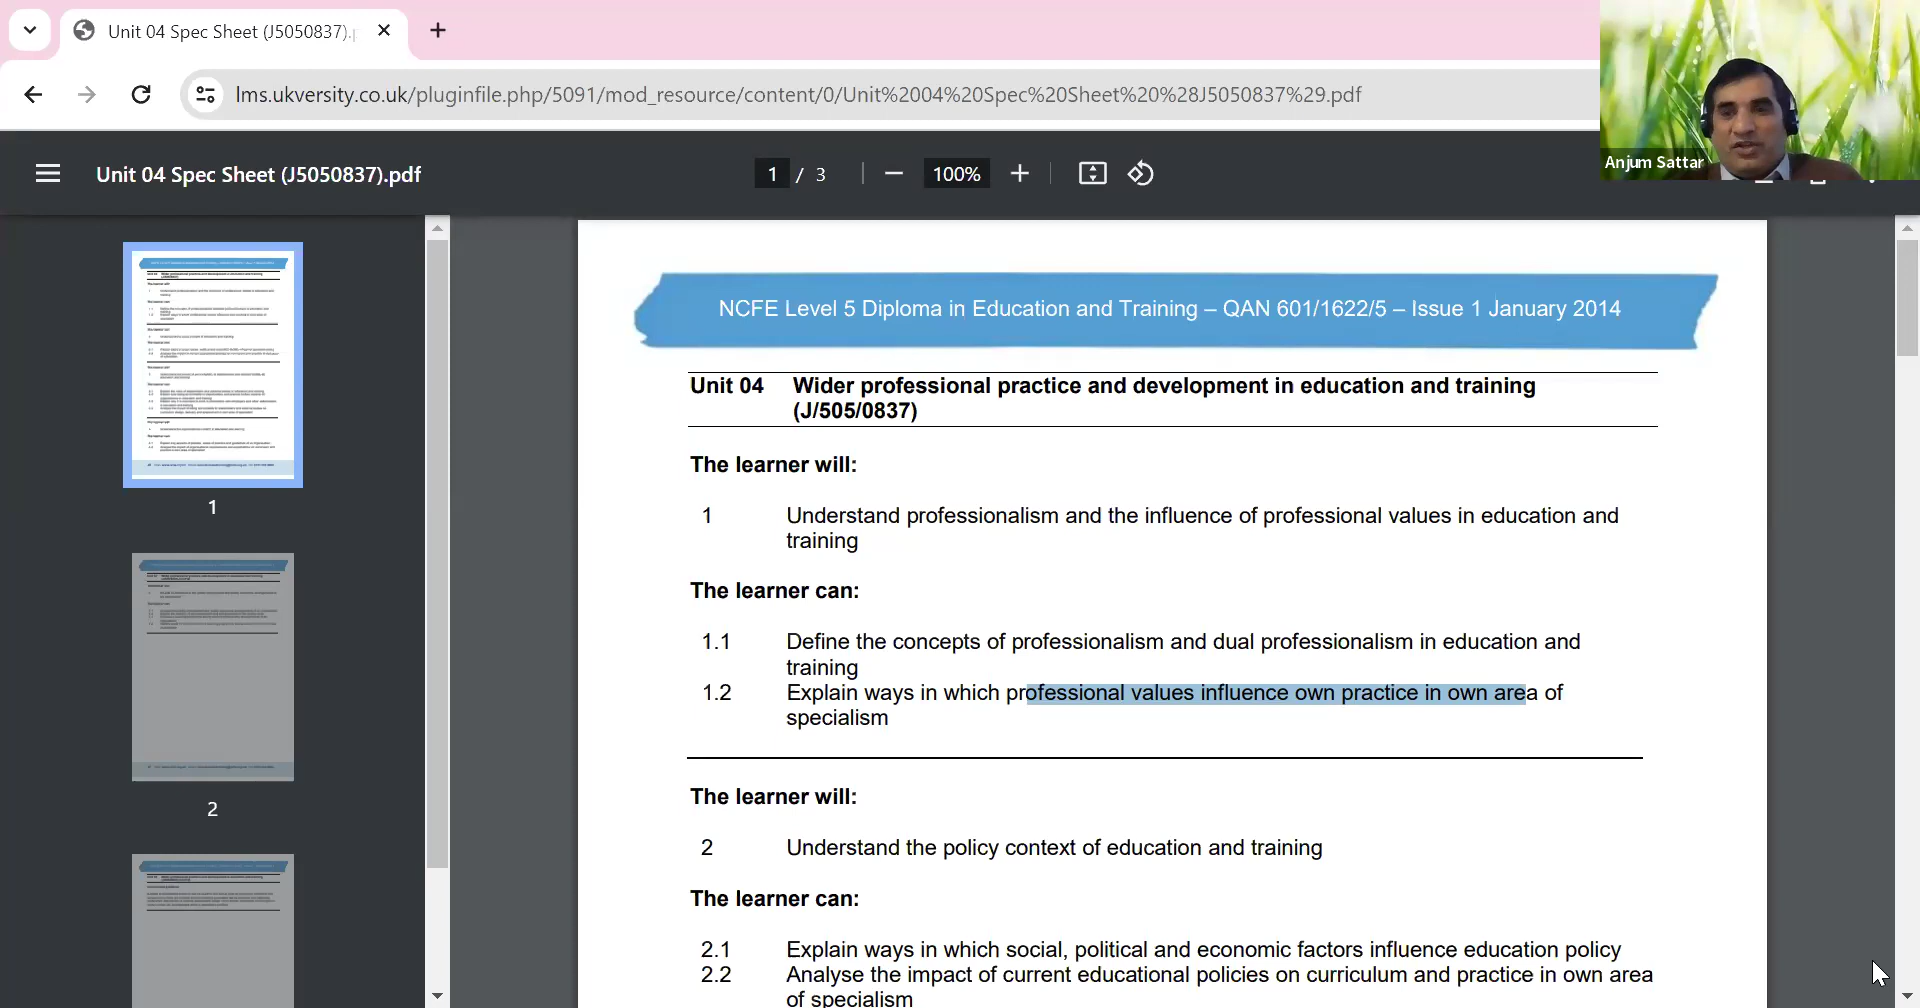 Unit 04 Spec Sheet (J5050837).p
lms.ukversity.co.uk/pluginfile.php/5091/mod_resource/content/0/Unit%2004%20Spec%20Sheet%20%28J5050837%29.pdf
Anjum Sattar
Unit 04 Spec Sheet (J5050837).pdf
1 / 3
100%
NCFE Level 5 Diploma in Education and Training – QAN 601/1622/5 – Issue 1 January 2014
Unit 04 Wider professional practice and development in education and training
(J/505/0837)
The learner will:
1 Understand professionalism and the influence of professional values in education and
training
The learner can:
1.1 Define the concepts of professionalism and dual professionalism in education and
training
1.2 Explain ways in which professional values influence own practice in own area of
specialism
The learner will:
2 Understand the policy context of education and training
The learner can:
2.1 Explain ways in which social, political and economic factors influence education policy
2.2 Analyse the impact of current educational policies on curriculum and practice in own area
of specialism
1
2